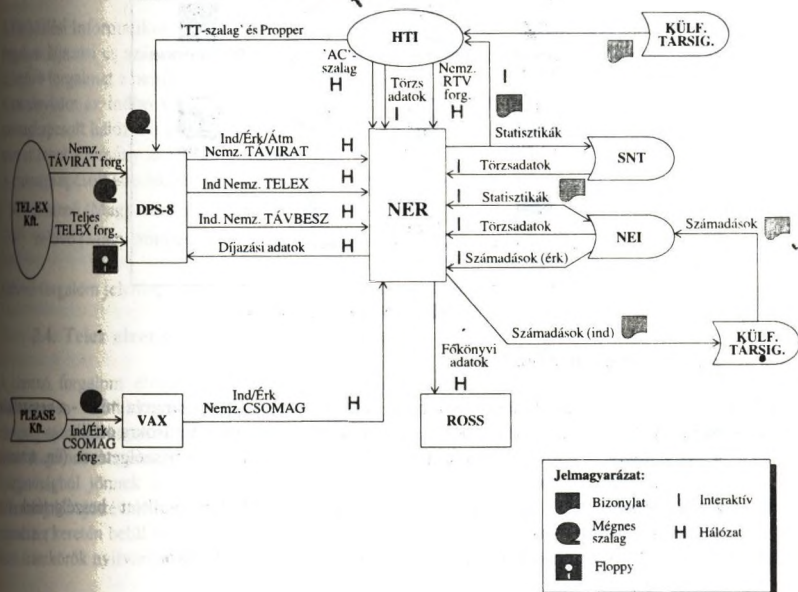 'TT-szalag' és Propper
HTI
KÜLF.
TÁRSIG.
'AC'-
szalag
H
Törzs
adatok
I
Nemz.
RTV
forg.
H
I
Statisztikák
SNT
I Törzsadatok
Nemz.
TÁVIRAT forg.
TEL-EX
Kft.
Teljes
TELEX forg.
DPS-8
Ind/Érk/Átm
Nemz. TÁVIRAT
H
Ind Nemz. TELEX
H
Ind. Nemz. TÁVBESZ
H
Díjazási adatok
H
NER
I Statisztikák
I Törzsadatok
I Számadások (érk)
NEI
Számadások
Számadások (ind)
KÜLF.
TÁRSIG.
Főkönyvi
adatok
H
ROSS
PLEASE
Kft.
Ind/Érk
CSOMAG
forg.
VAX
Ind/Érk
Nemz. CSOMAG
H
Jelmagyarázat:
Bizonylat
I Interaktív
Mégnes
szalag
H Hálózat
Floppy